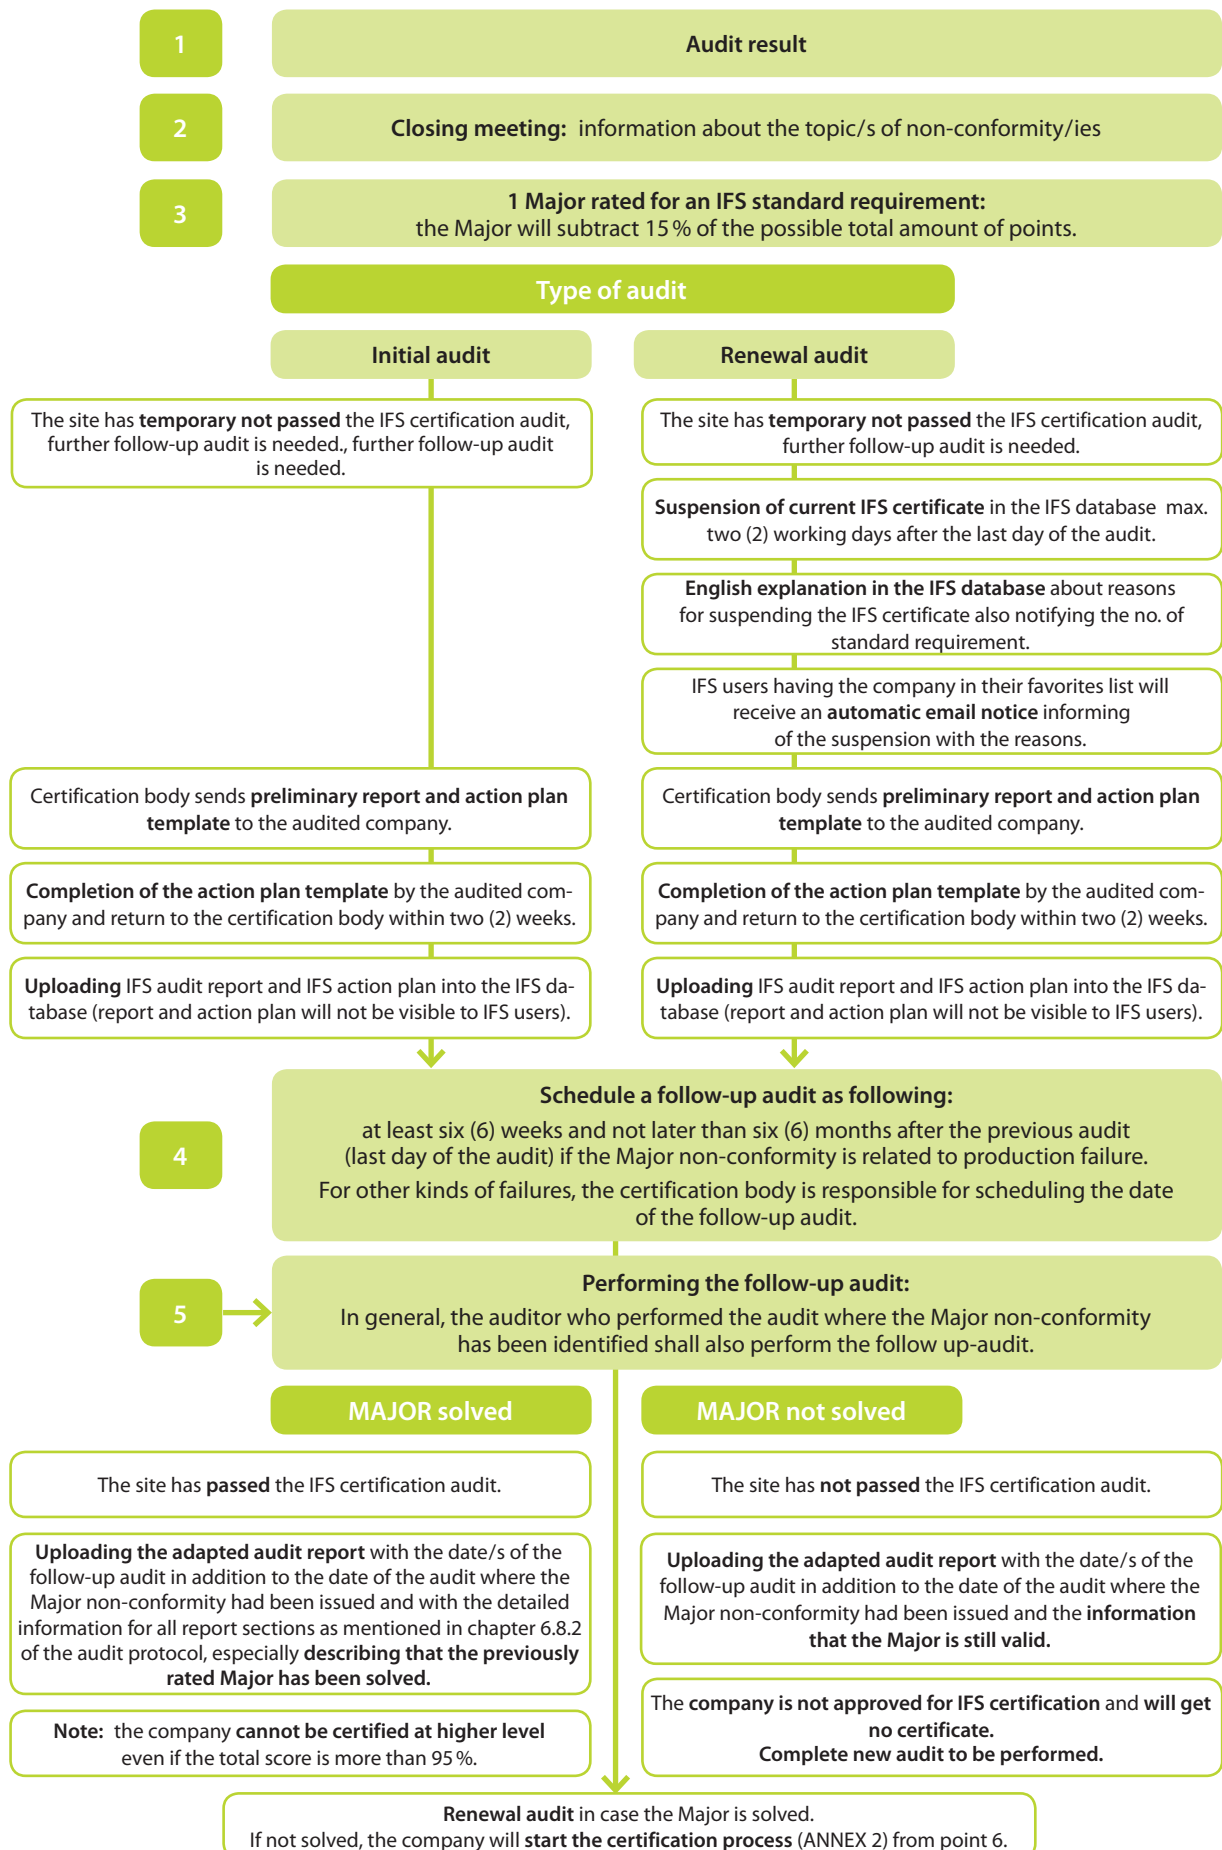 1
Audit result
2
Closing meeting: information about the topic/s of non-conformity/ies
3
1 Major rated for an IFS standard requirement:
the Major will subtract 15 % of the possible total amount of points.
Type of audit
Initial audit
The site has temporary not passed the IFS certification audit,
further follow-up audit is needed., further follow-up audit
is needed.
Certification body sends preliminary report and action plan
template to the audited company.
Completion of the action plan template by the audited com-
pany and return to the certification body within two (2) weeks.
Uploading IFS audit report and IFS action plan into the IFS da-
tabase (report and action plan will not be visible to IFS users).
Renewal audit
The site has temporary not passed the IFS certification audit,
further follow-up audit is needed.
Suspension of current IFS certificate in the IFS database max.
two (2) working days after the last day of the audit.
English explanation in the IFS database about reasons
for suspending the IFS certificate also notifying the no. of
standard requirement.
IFS users having the company in their favorites list will
receive an automatic email notice informing
of the suspension with the reasons.
Certification body sends preliminary report and action plan
template to the audited company.
Completion of the action plan template by the audited com-
pany and return to the certification body within two (2) weeks.
Uploading IFS audit report and IFS action plan into the IFS da-
tabase (report and action plan will not be visible to IFS users).
4
Schedule a follow-up audit as following:
at least six (6) weeks and not later than six (6) months after the previous audit
(last day of the audit) if the Major non-conformity is related to production failure.
For other kinds of failures, the certification body is responsible for scheduling the date
of the follow-up audit.
5
Performing the follow-up audit:
In general, the auditor who performed the audit where the Major non-conformity
has been identified shall also perform the follow up-audit.
MAJOR solved
The site has passed the IFS certification audit.
Uploading the adapted audit report with the date/s of the
follow-up audit in addition to the date of the audit where the
Major non-conformity had been issued and with the detailed
information for all report sections as mentioned in chapter 6.8.2
of the audit protocol, especially describing that the previously
rated Major has been solved.
Note: the company cannot be certified at higher level
even if the total score is more than 95 %.
MAJOR not solved
The site has not passed the IFS certification audit.
Uploading the adapted audit report with the date/s of the
follow-up audit in addition to the date of the audit where the
Major non-conformity had been issued and the information
that the Major is still valid.
The company is not approved for IFS certification and will get
no certificate.
Complete new audit to be performed.
Renewal audit in case the Major is solved.
If not solved, the company will start the certification process (ANNEX 2) from point 6.